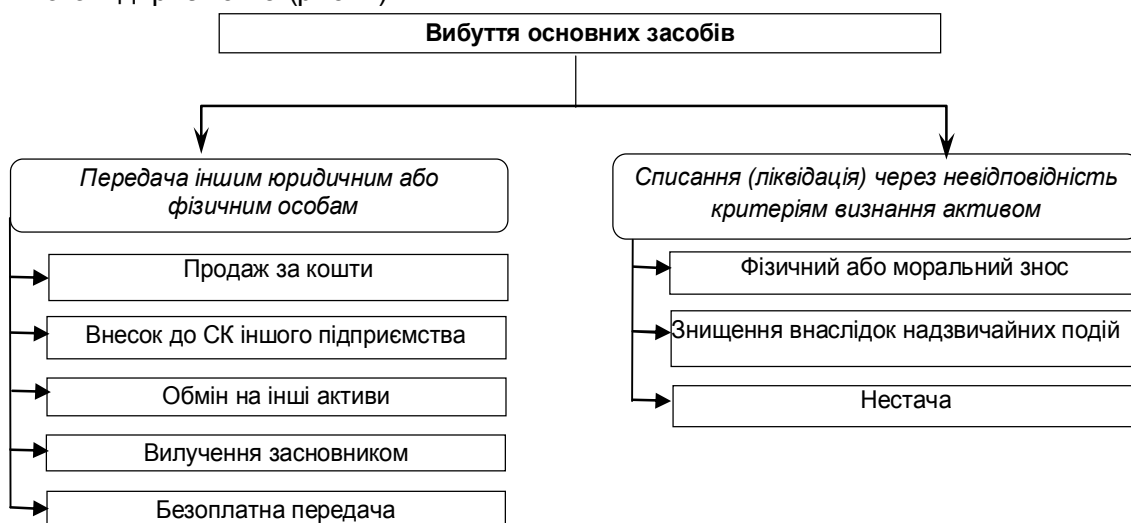 Вибуття основних засобів
Передача іншим юридичним або
фізичним особам
Продаж за кошти
Внесок до СК іншого підприємства
Обмін на інші активи
Вилучення засновником
Безоплатна передача
Списання (ліквідація) через невідповідність
критеріям визнання активом
Фізичний або моральний знос
Знищення внаслідок надзвичайних подій
Нестача